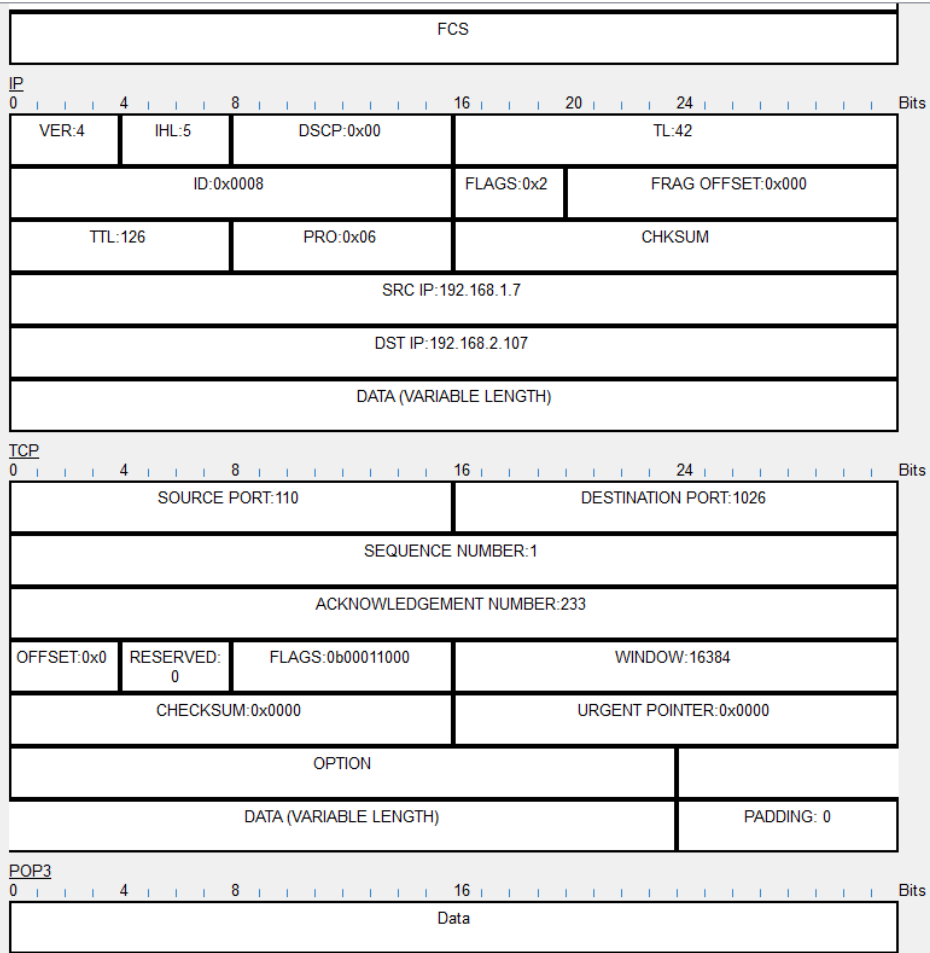 FCS
IP
0 4 8 16 20 24 Bits
VER:4 IHL:5 DSCP:0x00 TL:42
ID:0x0008 FLAGS:0x2 FRAG OFFSET:0x000
TTL:126 PRO:0x06 CHKSUM
SRC IP:192.168.1.7
DST IP:192.168.2.107
DATA (VARIABLE LENGTH)
TCP
0 4 8 16 24 Bits
SOURCE PORT:110 DESTINATION PORT:1026
SEQUENCE NUMBER:1
ACKNOWLEDGEMENT NUMBER:233
OFFSET:0x0 RESERVED: FLAGS:0b00011000 WINDOW:16384
0
CHECKSUM:0x0000 URGENT POINTER:0x0000
OPTION
DATA (VARIABLE LENGTH) PADDING: 0
POP3
0 4 8 16 Bits
Data